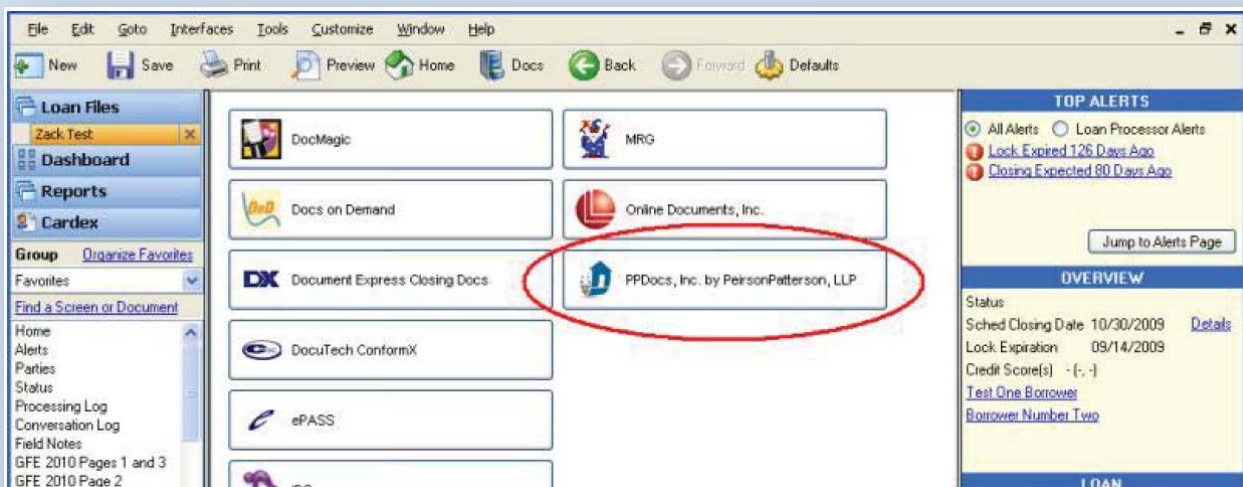 File Edit Goto Interfaces Tools Customize Window Help
New Save Print Preview Home Docs Back Forward Defaults
Loan Files
Zack Test
Dashboard
Reports
Cardex
Group Organize Favorites
Favorites
Find a Screen or Document
Home
Alerts
Parties
Status
Processing Log
Conversation Log
Field Notes
GFE 2010 Pages 1 and 3
GFE 2010 Page 2
DocMagic
MRG
DoD
Docs on Demand
Online Documents, Inc.
DX
Document Express Closing Docs
PPDocs, Inc. by PeirsonPatterson, LLP
DocuTech ConformX
ePASS
TOP ALERTS
All Alerts Loan Processor Alerts
Lock Expired 126 Days Ago
Closing Expected 80 Days Ago
Jump to Alerts Page
OVERVIEW
Status
Sched Closing Date 10/30/2009 Details
Lock Expiration 09/14/2009
Credit Score(s) - (-, -)
Test One Borrower
Borrower Number Two
LOAN